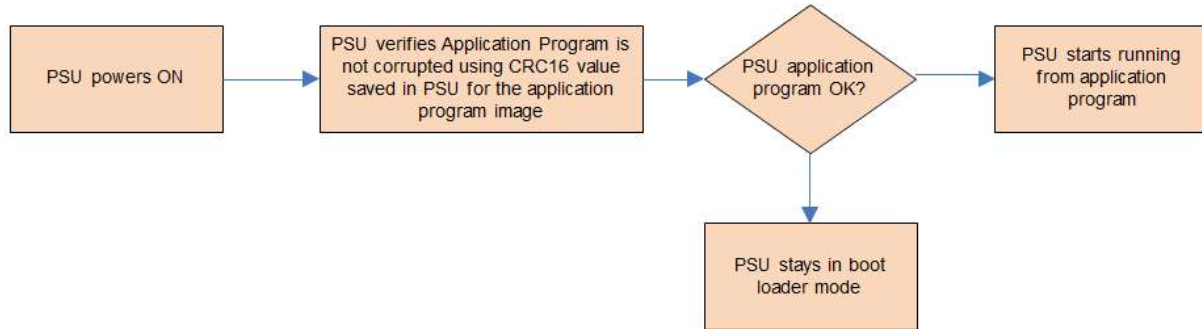 PSU powers ON
PSU verifies Application Program is
not corrupted using CRC16 value
saved in PSU for the application
program image
PSU application
program OK?
PSU starts running
from application
program
PSU stays in boot
loader mode